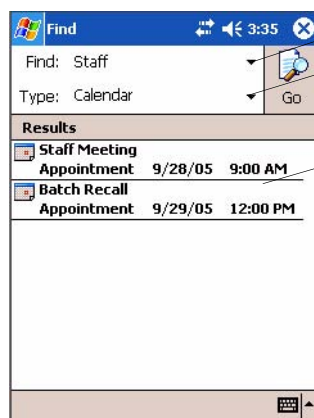 Find 3:35
Find: Staff
Type: Calendar
Go
Results
Staff Meeting
Appointment 9/28/05 9:00 AM
Batch Recall
Appointment 9/29/05 12:00 PM